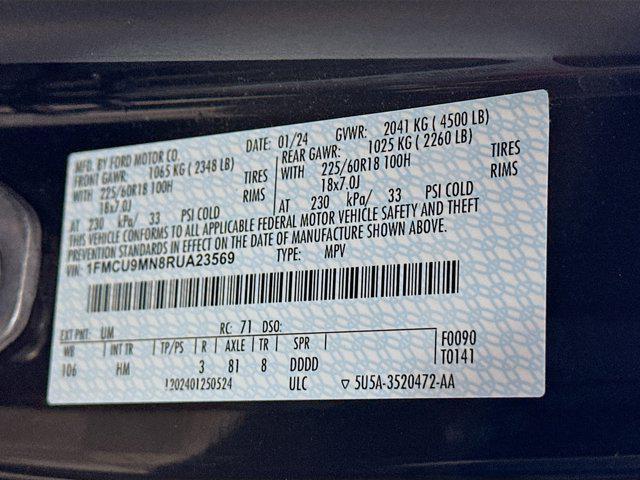 MFD. BY FORD MOTOR CO.
DATE: 01/24 GVWR: 2041 KG ( 4500 LB)
FRONT GAWR: 1065 KG ( 2348 LB) REAR GAWR: 1025 KG ( 2260 LB)
WITH 225/60R18 100H TIRES WITH 225/60R18 100H TIRES
18x7.0J RIMS 18x7.0J RIMS
AT 230 kPa/ 33 PSI COLD AT 230 kPa/ 33 PSI COLD
THIS VEHICLE CONFORMS TO ALL APPLICABLE FEDERAL MOTOR VEHICLE SAFETY AND THEFT
PREVENTION STANDARDS IN EFFECT ON THE DATE OF MANUFACTURE SHOWN ABOVE.
VIN: 1FMCU9MN8RUA23569 TYPE: MPV
EXT PNT: UM RC: 71 DSO:
WB INT TR TP/PS R AXLE TR SPR F0090
106 HM 3 81 8 DDDD T0141
1202401250524 ULC ▽ 5U5A-3520472-AA